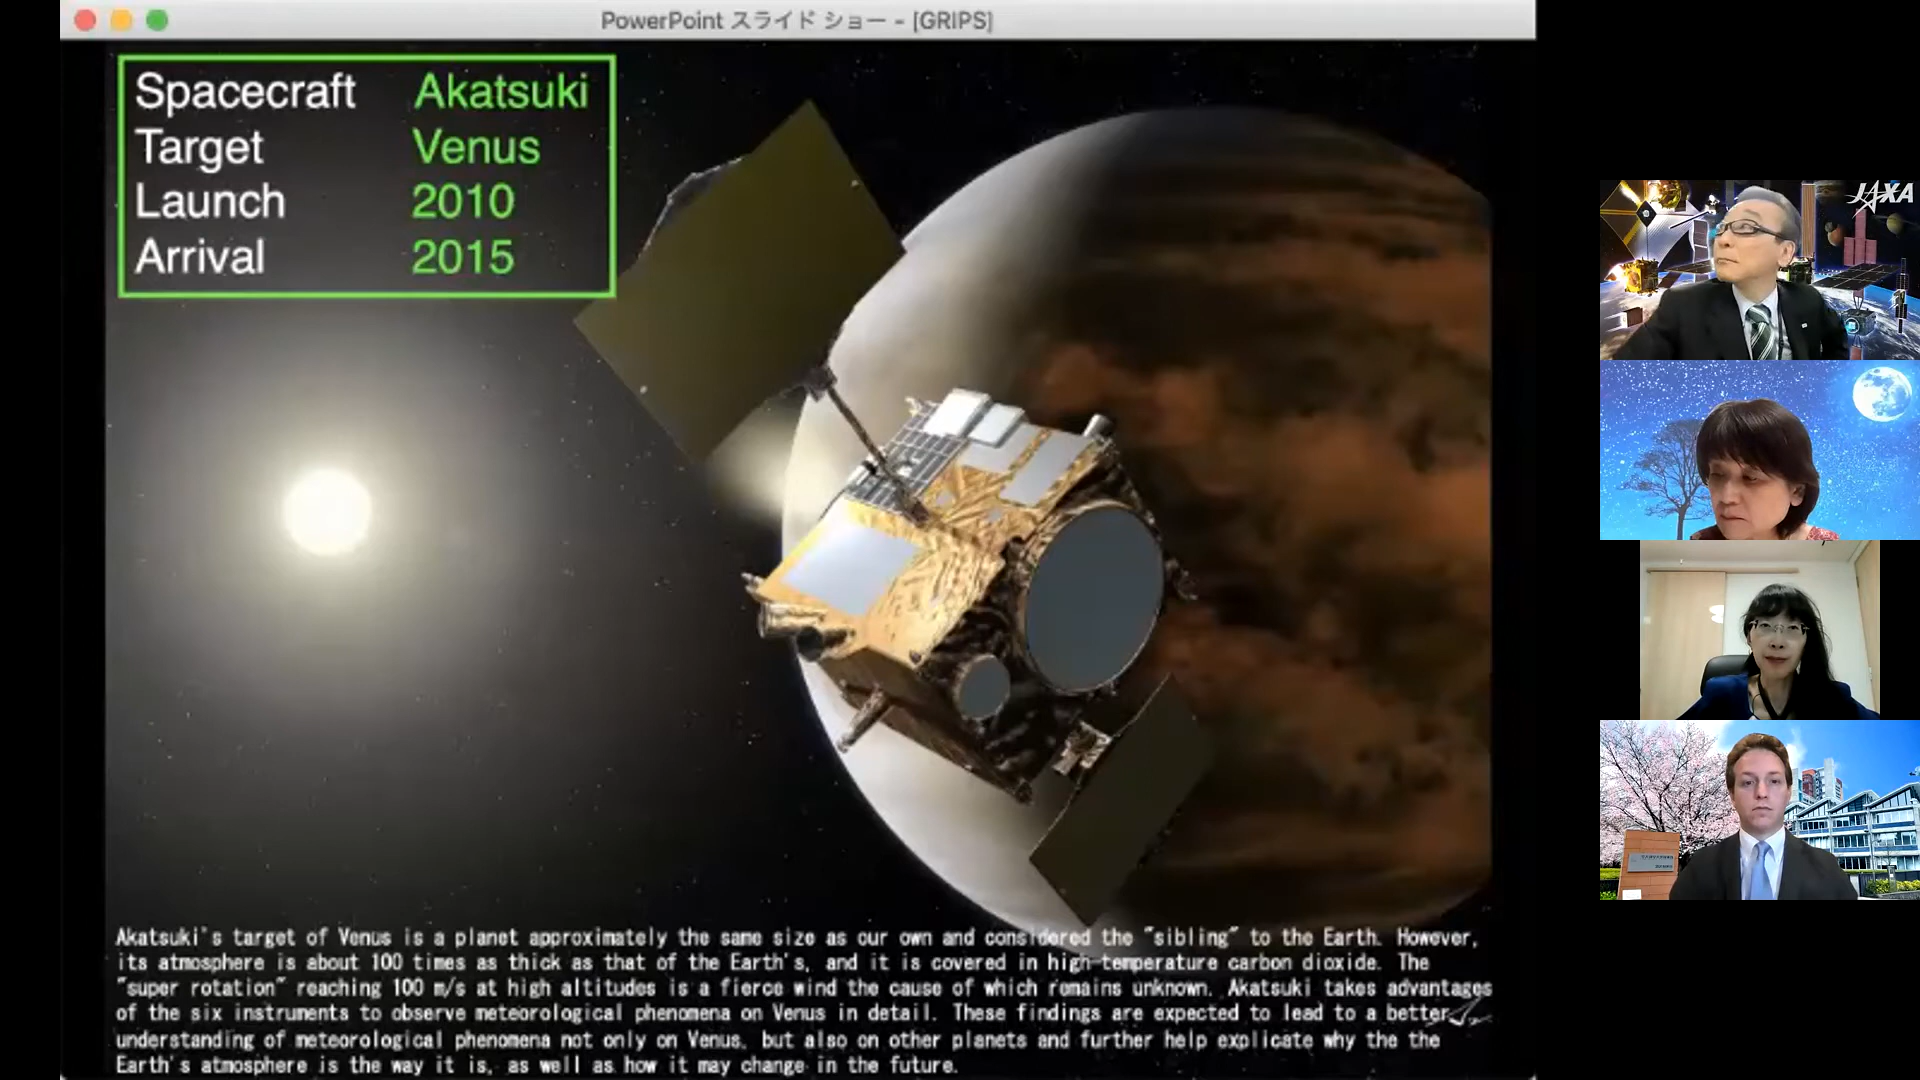 PowerPoint スライド ショー - [GRIPS]
Spacecraft Akatsuki
Target Venus
Launch 2010
Arrival 2015
Akatsuki's target of Venus is a planet approximately the same size as our own and considered the "sibling" to the Earth. However,
its atmosphere is about 100 times as thick as that of the Earth's, and it is covered in high-temperature carbon dioxide. The
"super rotation" reaching 100 m/s at high altitudes is a fierce wind the cause of which remains unknown. Akatsuki takes advantages
of the six instruments to observe meteorological phenomena on Venus in detail. These findings are expected to lead to a better
understanding of meteorological phenomena not only on Venus, but also on other planets and further help explicate why the the
Earth's atmosphere is the way it is, as well as how it may change in the future.
JAXA